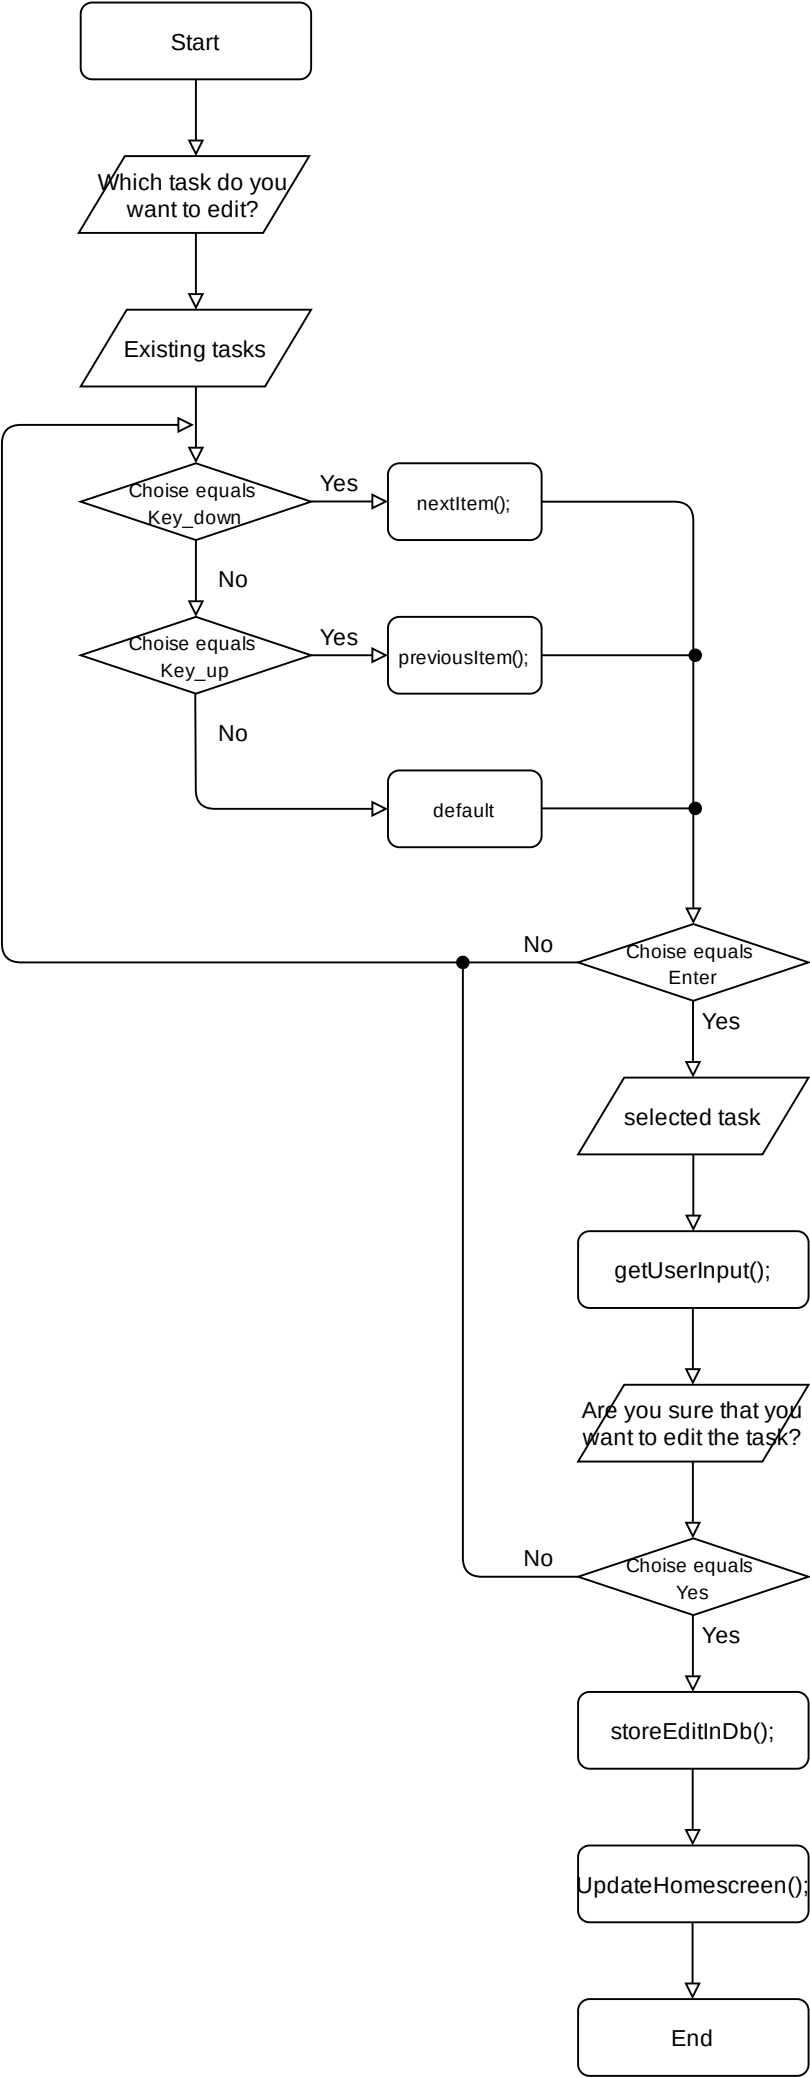 Start
Which task do you
want to edit?
Existing tasks
Choise equals
Key_down
Yes
nextItem();
No
Choise equals
Key_up
Yes
previousItem();
No
default
No
Choise equals
Enter
Yes
selected task
getUserInput();
Are you sure that you
want to edit the task?
No
Choise equals
Yes
Yes
storeEditInDb();
UpdateHomescreen();
End